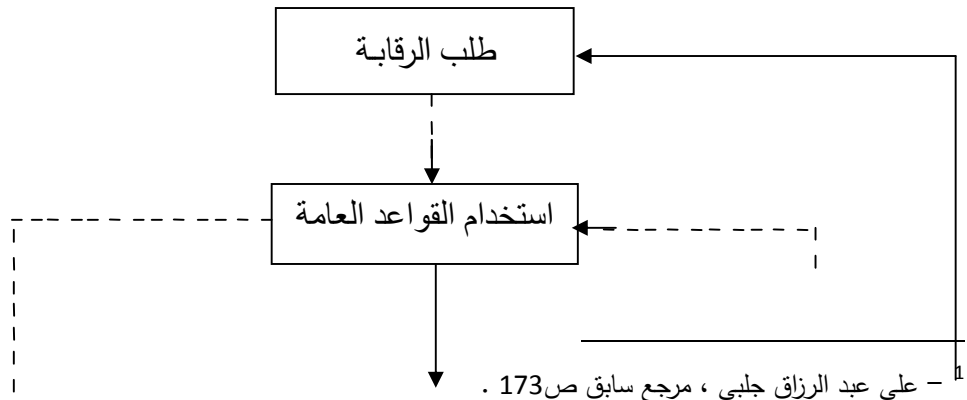 طلب الرقابـة
استخدام القواعد العامة
1 – على عبد الرزاق جلبى ، مرجع سابق ص173 .